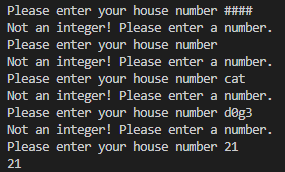 Please enter your house number ####
Not an integer! Please enter a number.
Please enter your house number
Not an integer! Please enter a number.
Please enter your house number cat
Not an integer! Please enter a number.
Please enter your house number d0g3
Not an integer! Please enter a number.
Please enter your house number 21
21